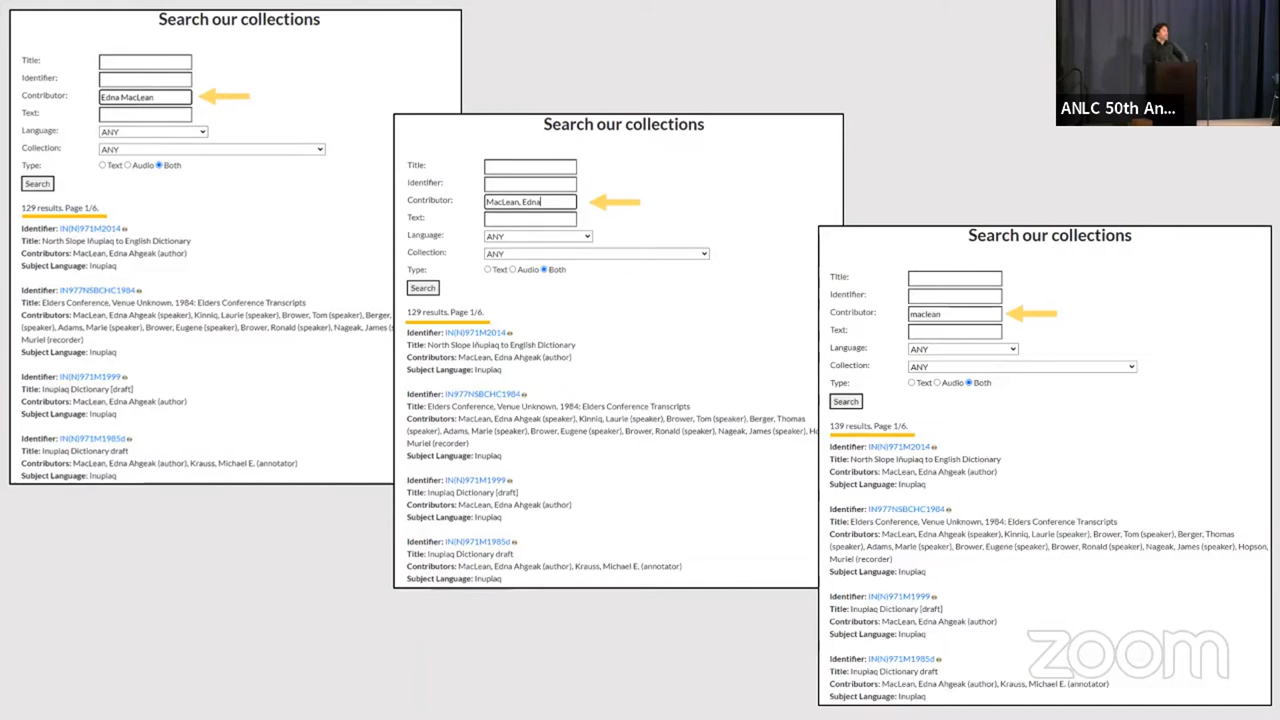 Search our collections
Title:
Identifier:
Contributor: Edna MacLean
Text:
Language: ANY
Collection: ANY
Type: Text Audio Both
Search
129 results. Page 1/6.
Identifier: IN(N)971M2014
Title: North Slope Iñupiaq to English Dictionary
Contributors: MacLean, Edna Ahgeak (author)
Subject Language: Inupiaq
Identifier: IN977NSBCHC1984
Title: Elders Conference, Venue Unknown, 1984: Elders Conference Transcripts
Contributors: MacLean, Edna Ahgeak (speaker), Kinniq, Laurie (speaker), Brower, Tom (speaker), Berger,
(speaker), Adams, Marie (speaker), Brower, Eugene (speaker), Brower, Ronald (speaker), Nageak, James (s
Muriel (recorder)
Subject Language: Inupiaq
Identifier: IN(N)971M1999
Title: Inupiaq Dictionary [draft]
Contributors: MacLean, Edna Ahgeak (author)
Subject Language: Inupiaq
Identifier: IN(N)971M1985d
Title: Inupiaq Dictionary draft
Contributors: MacLean, Edna Ahgeak (author), Krauss, Michael E. (annotator)
Subject Language: Inupiaq
Search our collections
Title:
Identifier:
Contributor: MacLean, Edna
Text:
Language: ANY
Collection: ANY
Type: Text Audio Both
Search
129 results. Page 1/6.
Identifier: IN(N)971M2014
Title: North Slope Iñupiaq to English Dictionary
Contributors: MacLean, Edna Ahgeak (author)
Subject Language: Inupiaq
Identifier: IN977NSBCHC1984
Title: Elders Conference, Venue Unknown, 1984: Elders Conference Transcripts
Contributors: MacLean, Edna Ahgeak (speaker), Kinniq, Laurie (speaker), Brower, Tom (speaker), Berger, Thomas
(speaker), Adams, Marie (speaker), Brower, Eugene (speaker), Brower, Ronald (speaker), Nageak, James (speaker), Ho
Muriel (recorder)
Subject Language: Inupiaq
Identifier: IN(N)971M1999
Title: Inupiaq Dictionary [draft]
Contributors: MacLean, Edna Ahgeak (author)
Subject Language: Inupiaq
Identifier: IN(N)971M1985d
Title: Inupiaq Dictionary draft
Contributors: MacLean, Edna Ahgeak (author), Krauss, Michael E. (annotator)
Subject Language: Inupiaq
Search our collections
Title:
Identifier:
Contributor: maclean
Text:
Language: ANY
Collection: ANY
Type: Text Audio Both
Search
139 results. Page 1/6.
Identifier: IN(N)971M2014
Title: North Slope Iñupiaq to English Dictionary
Contributors: MacLean, Edna Ahgeak (author)
Subject Language: Inupiaq
Identifier: IN977NSBCHC1984
Title: Elders Conference, Venue Unknown, 1984: Elders Conference Transcripts
Contributors: MacLean, Edna Ahgeak (speaker), Kinniq, Laurie (speaker), Brower, Tom (speaker), Berger, Thomas
(speaker), Adams, Marie (speaker), Brower, Eugene (speaker), Brower, Ronald (speaker), Nageak, James (speaker), Hopson,
Muriel (recorder)
Subject Language: Inupiaq
Identifier: IN(N)971M1999
Title: Inupiaq Dictionary [draft]
Contributors: MacLean, Edna Ahgeak (author)
Subject Language: Inupiaq
Identifier: IN(N)971M1985d
Title: Inupiaq Dictionary draft
Contributors: MacLean, Edna Ahgeak (author), Krauss, Michael E. (annotator)
Subject Language: Inupiaq
ANLC 50th An...
zoom